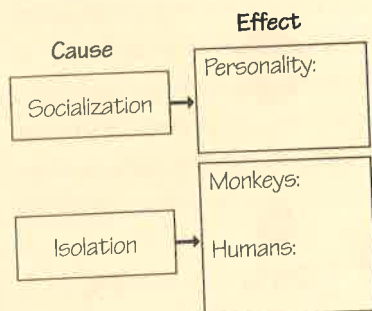 Effect
Cause
Personality:
Socialization
Monkeys:
Isolation
Humans: